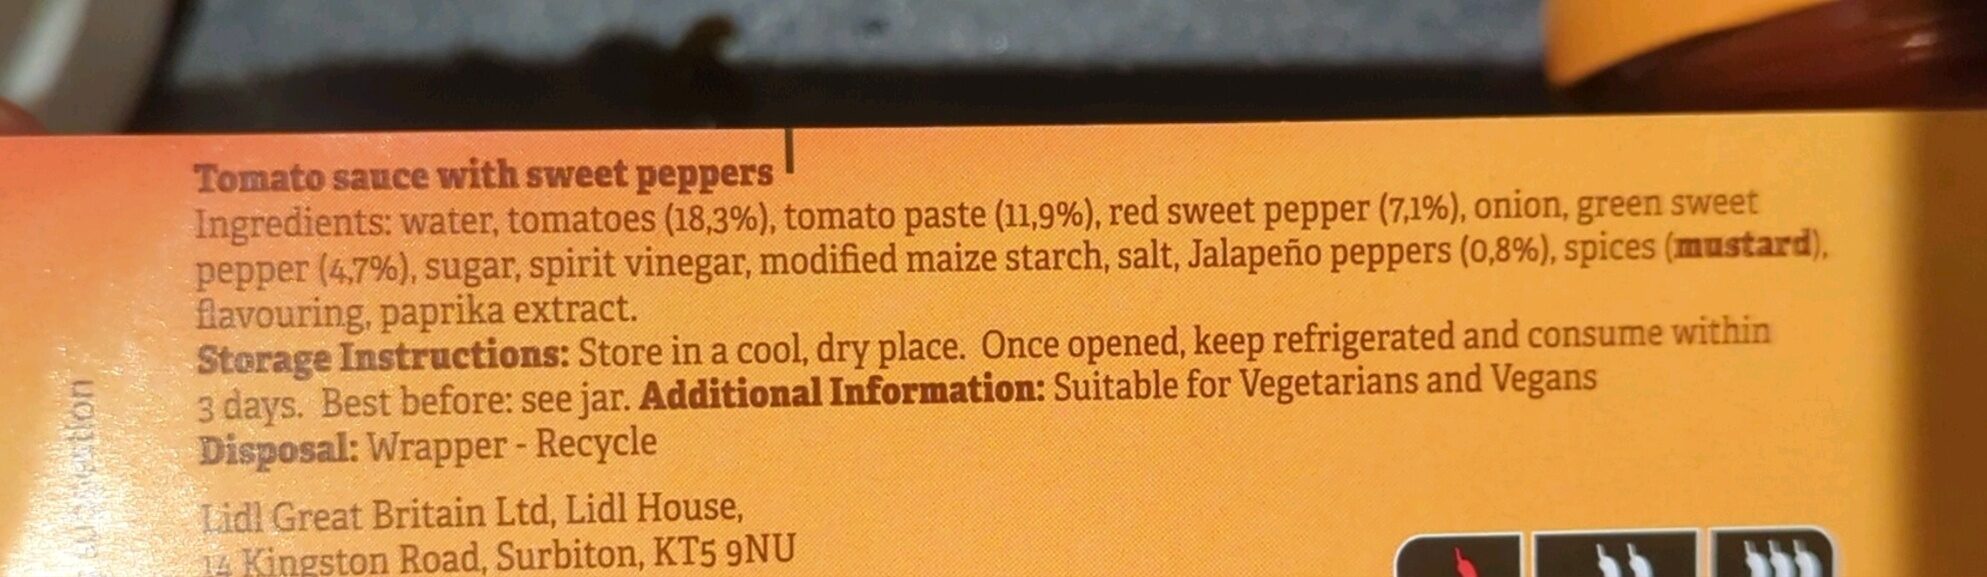 Tomato sauce with sweet peppers
Ingredients: water, tomatoes (18,3%), tomato paste (11,9%), red sweet pepper (7,1%), onion, green sweet
pepper (4,7%), sugar, spirit vinegar, modified maize starch, salt, Jalapeño peppers (0,8%), spices (mustard),
flavouring, paprika extract.
Storage Instructions: Store in a cool, dry place. Once opened, keep refrigerated and consume within
3 days. Best before: see jar. Additional Information: Suitable for Vegetarians and Vegans
Disposal: Wrapper - Recycle
Lidl Great Britain Ltd, Lidl House,
14 Kingston Road, Surbiton, KT5 9NU